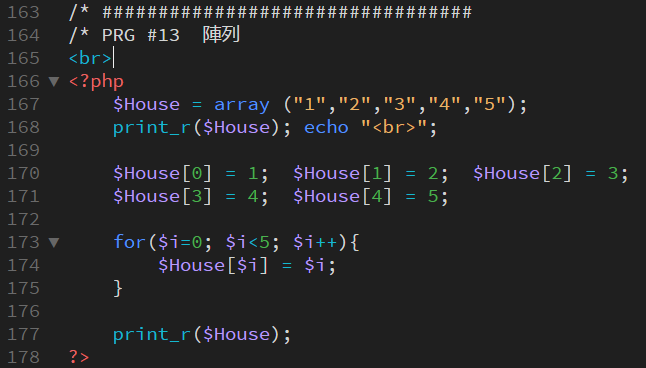 163 /* #################################
164 /* PRG #13  陣列
165 <br>
166 <?php
167     $House = array ("1","2","3","4","5");
168     print_r($House); echo "<br>";
169
170     $House[0] = 1;  $House[1] = 2;  $House[2] = 3;
171     $House[3] = 4;  $House[4] = 5;
172
173     for($i=0; $i<5; $i++){
174         $House[$i] = $i;
175     }
176
177     print_r($House);
178 ?>